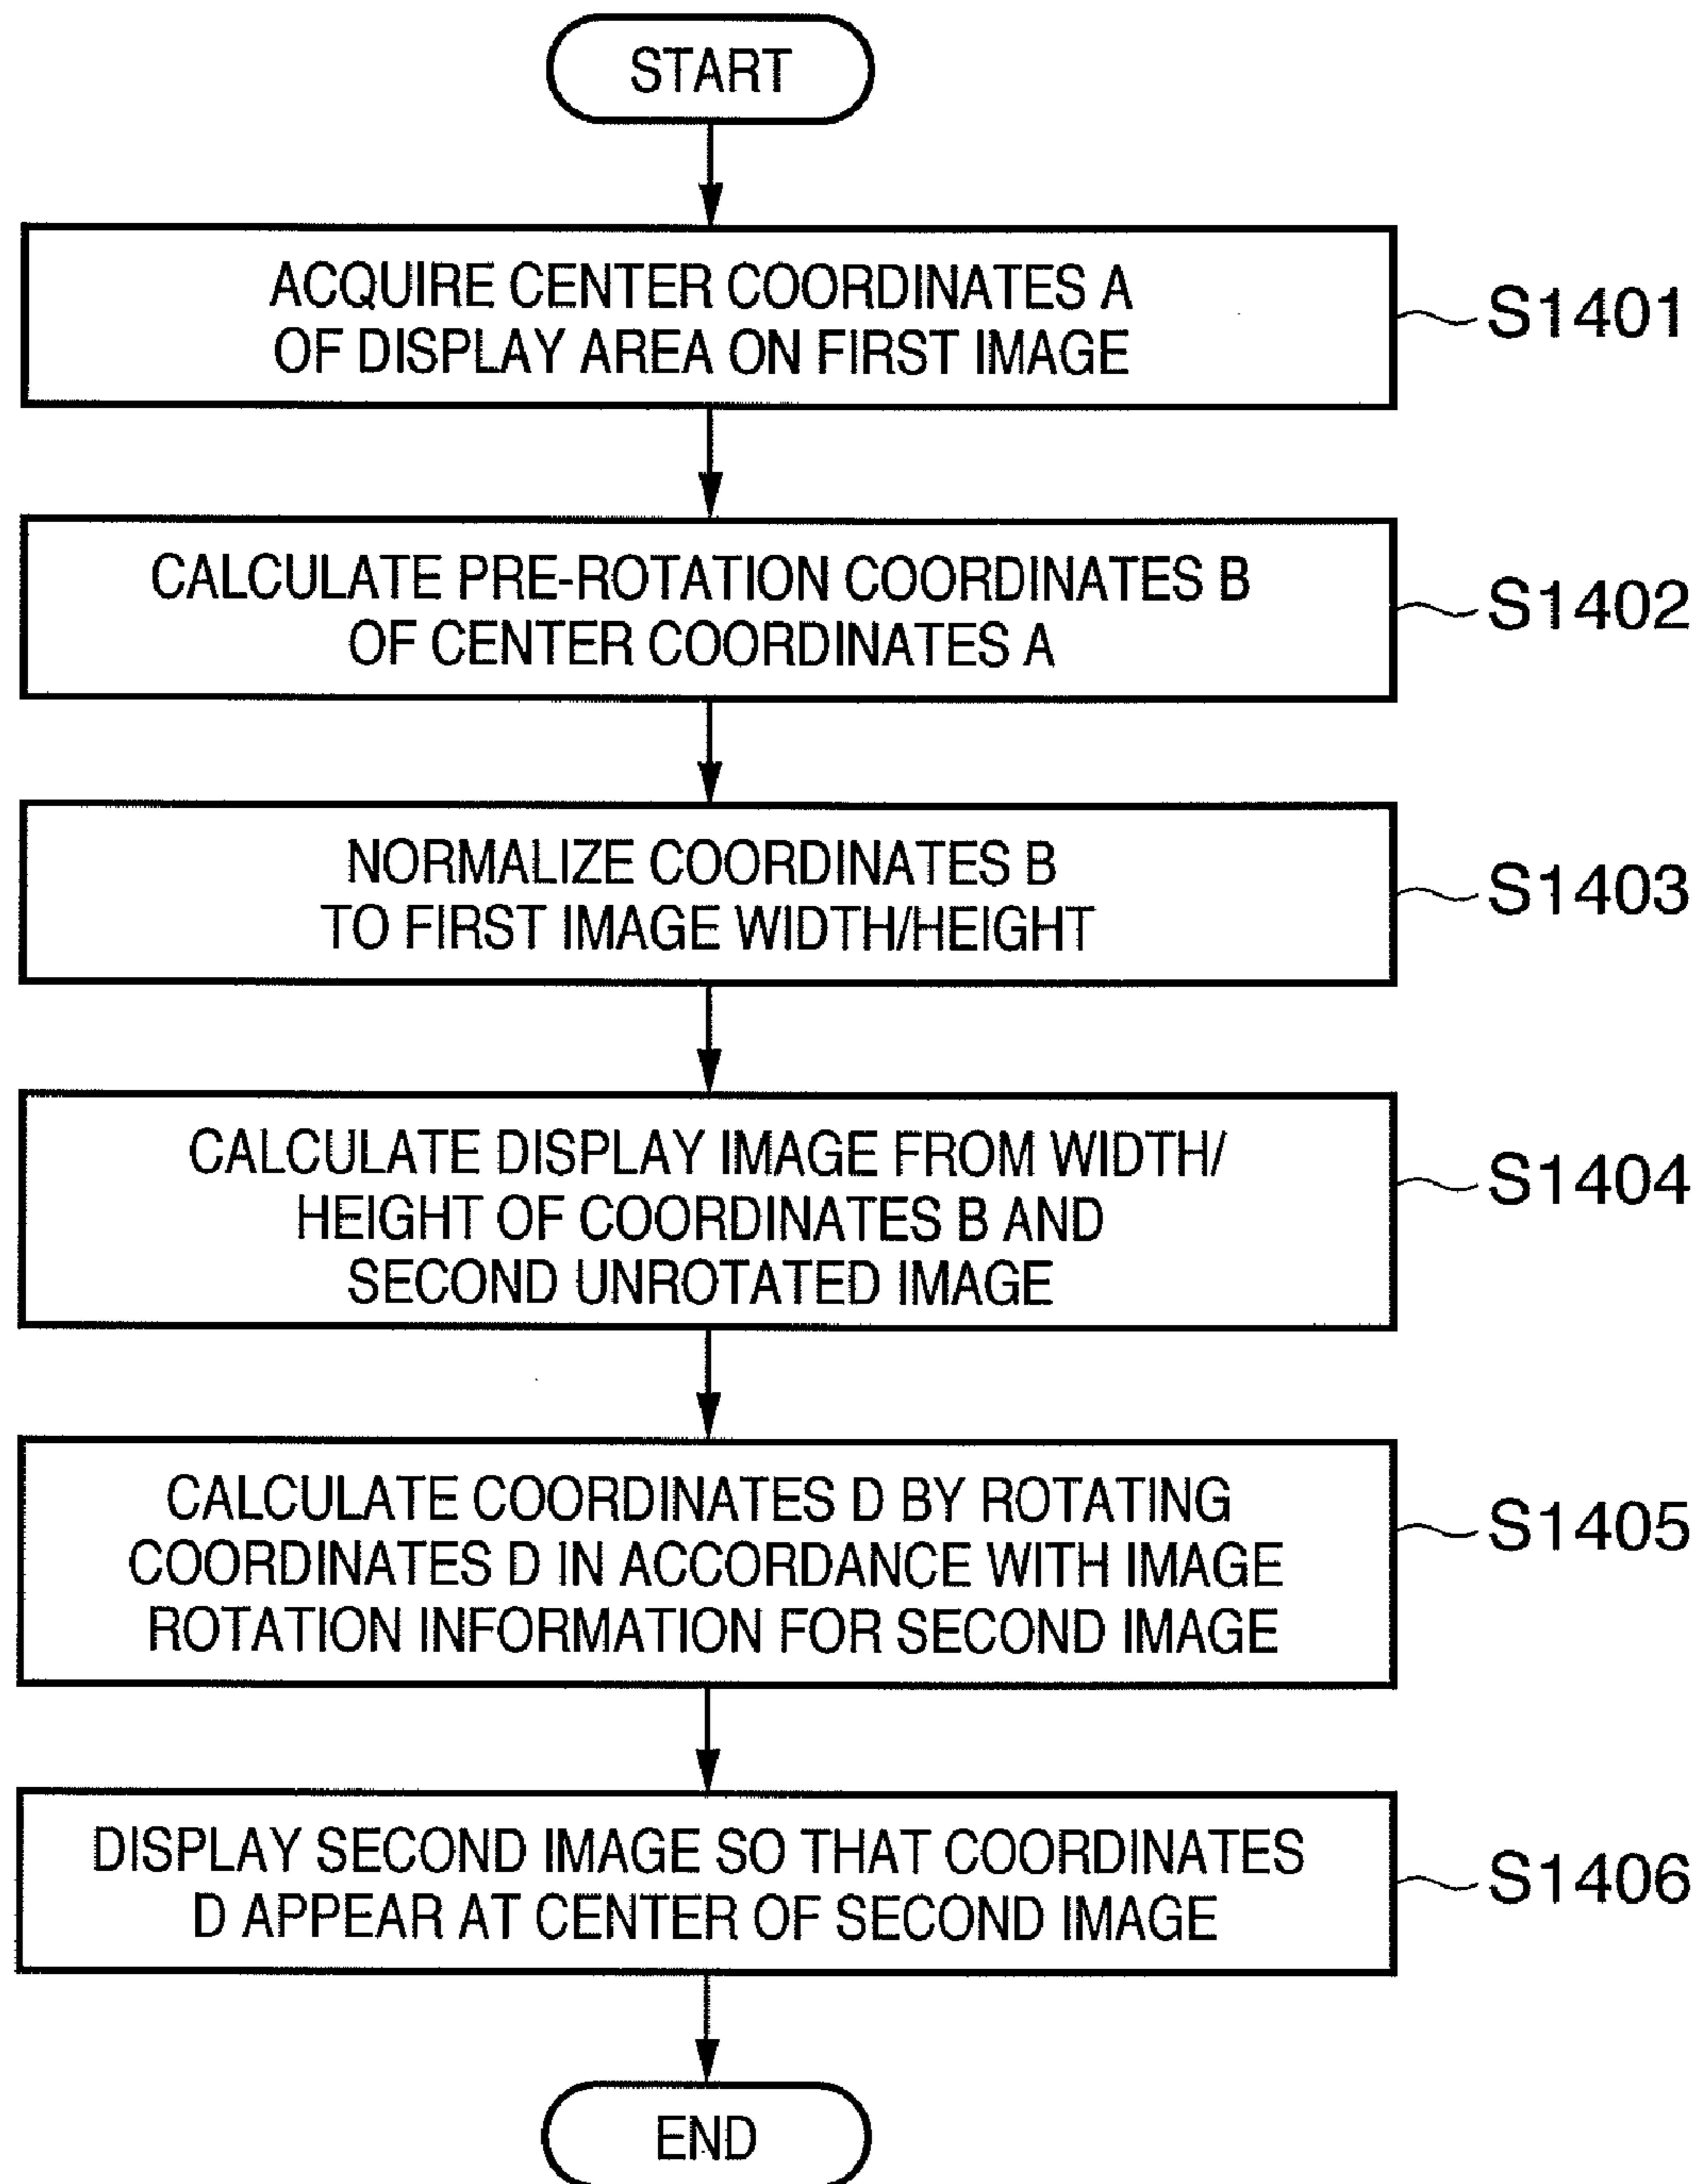 START
ACQUIRE CENTER COORDINATES A
OF DISPLAY AREA ON FIRST IMAGE
S1401
CALCULATE PRE-ROTATION COORDINATES B
OF CENTER COORDINATES A
S1402
NORMALIZE COORDINATES B
TO FIRST IMAGE WIDTH/HEIGHT
S1403
CALCULATE DISPLAY IMAGE FROM WIDTH/
HEIGHT OF COORDINATES B AND
SECOND UNROTATED IMAGE
S1404
CALCULATE COORDINATES D BY ROTATING
COORDINATES D IN ACCORDANCE WITH IMAGE
ROTATION INFORMATION FOR SECOND IMAGE
S1405
DISPLAY SECOND IMAGE SO THAT COORDINATES
D APPEAR AT CENTER OF SECOND IMAGE
S1406
END